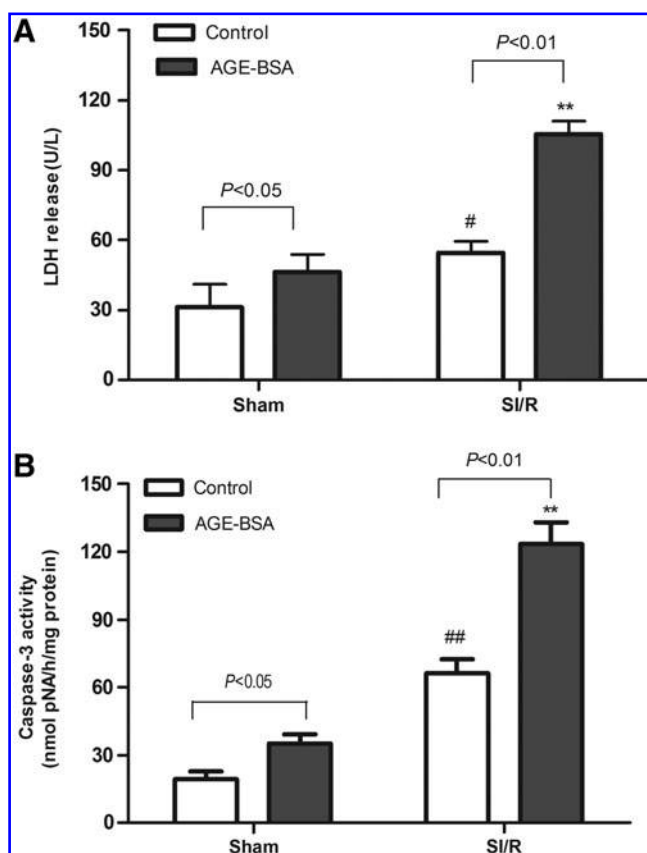 A
150
Control
AGE-BSA
P<0.01
**
120
90
P<0.05
#
60
30
0
LDH release (U/L)
Sham
SI/R
B
150
Control
AGE-BSA
P<0.01
**
120
90
##
P<0.05
60
30
0
Caspase-3 activity
(nmol pNA/h/mg protein)
Sham
SI/R